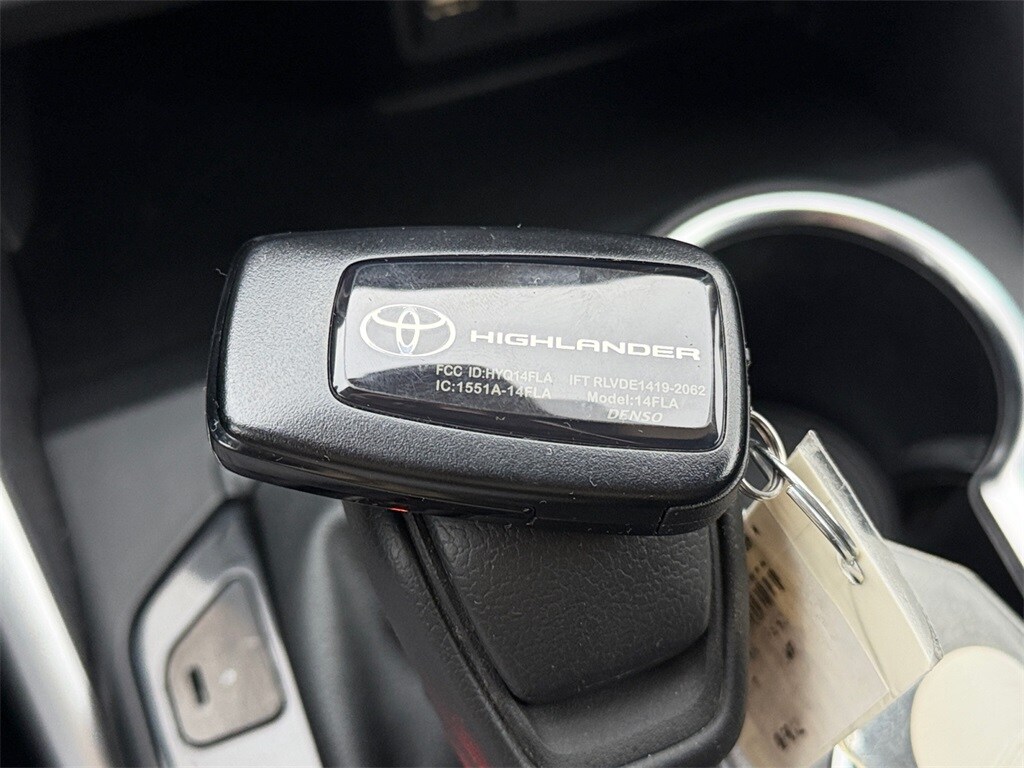 HIGHLANDER
FCC ID:HYQ14FLA IFT RLVDE1419-2062
IC:1551A-14FLA Model:14FLA
DENSO